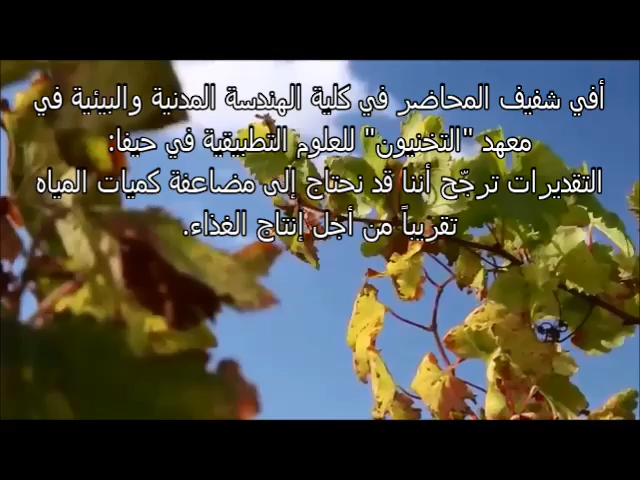 أفي شفيف المحاضر في كلية الهندسة المدنية والبيئية في
معهد "التخنيون" للعلوم التطبيقية في حيفا:
التقديرات ترجّح أننا قد نحتاج إلى مضاعفة كميات المياه
تقريباً من أجل إنتاج الغذاء.